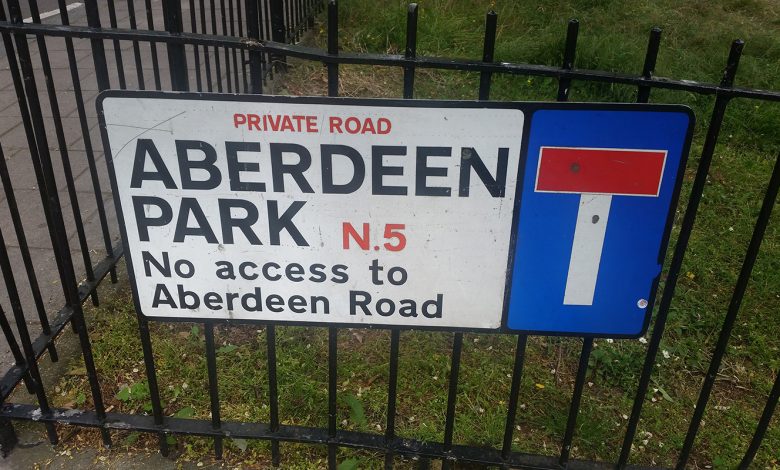 PRIVATE ROAD
ABERDEEN
PARK N.5
No access to
Aberdeen Road